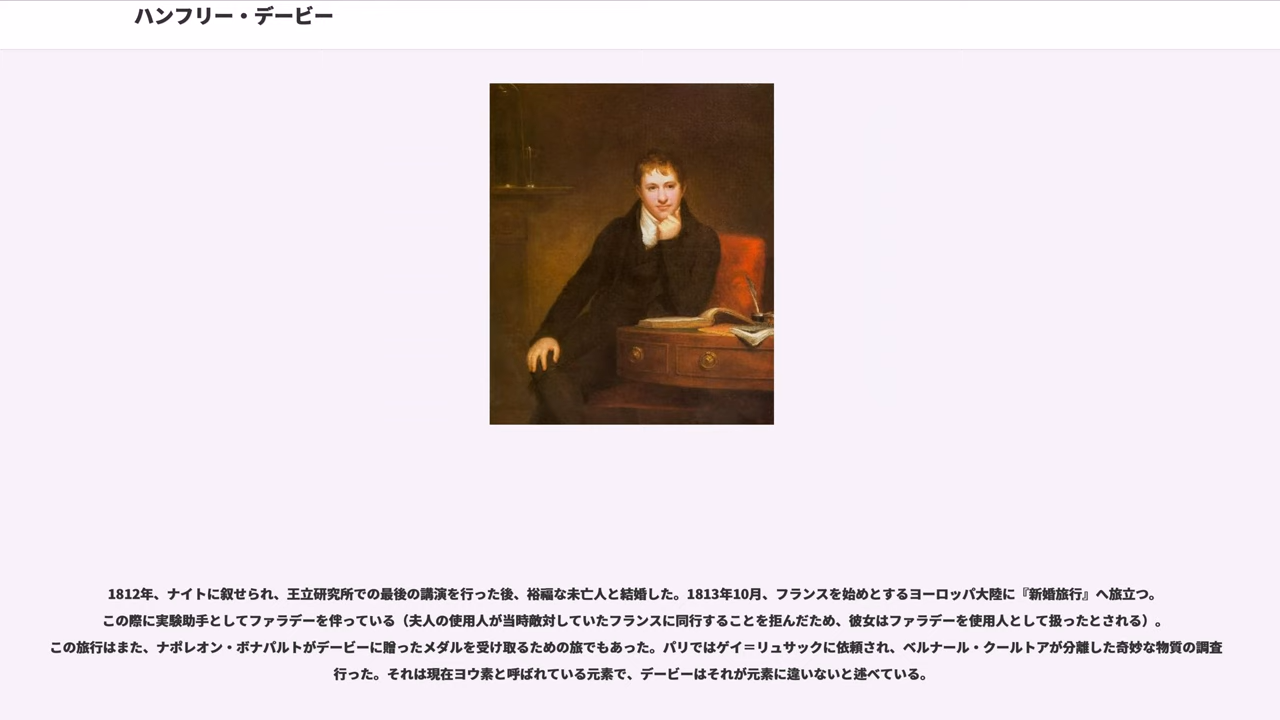 ハンフリー・デービー
1812年、ナイトに叙せられ、王立研究所での最後の講演を行った後、裕福な未亡人と結婚した。1813年10月、フランスを始めとするヨーロッパ大陸に『新婚旅行』へ旅立つ。
この際に実験助手としてファラデーを伴っている（夫人の使用人が当時敵対していたフランスに同行することを拒んだため、彼女はファラデーを使用人として扱ったとされる）。
この旅行はまた、ナポレオン・ボナパルトがデービーに贈ったメダルを受け取るための旅でもあった。パリではゲイ＝リュサックに依頼され、ベルナール・クールトアが分離した奇妙な物質の調査
行った。それは現在ヨウ素と呼ばれている元素で、デービーはそれが元素に違いないと述べている。